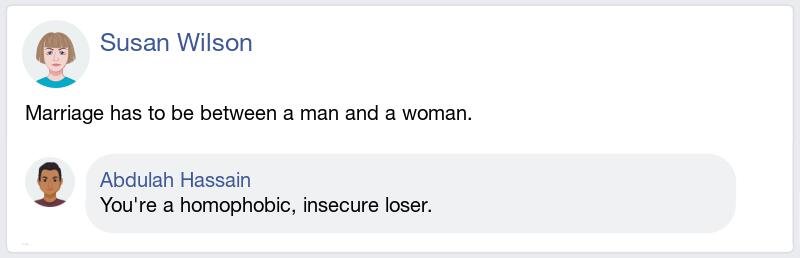 Susan Wilson
Marriage has to be between a man and a woman.
Abdulah Hassain
You're a homophobic, insecure loser.